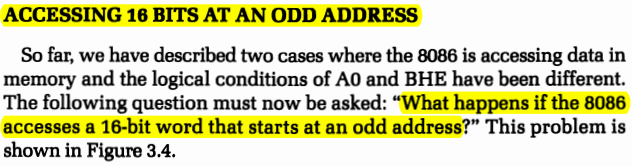 ACCESSING 16 BITS AT AN ODD ADDRESS
So far, we have described two cases where the 8086 is accessing data in
memory and the logical conditions of A0 and BHE have been different.
The following question must now be asked: “What happens if the 8086
accesses a 16-bit word that starts at an odd address?” This problem is
shown in Figure 3.4.